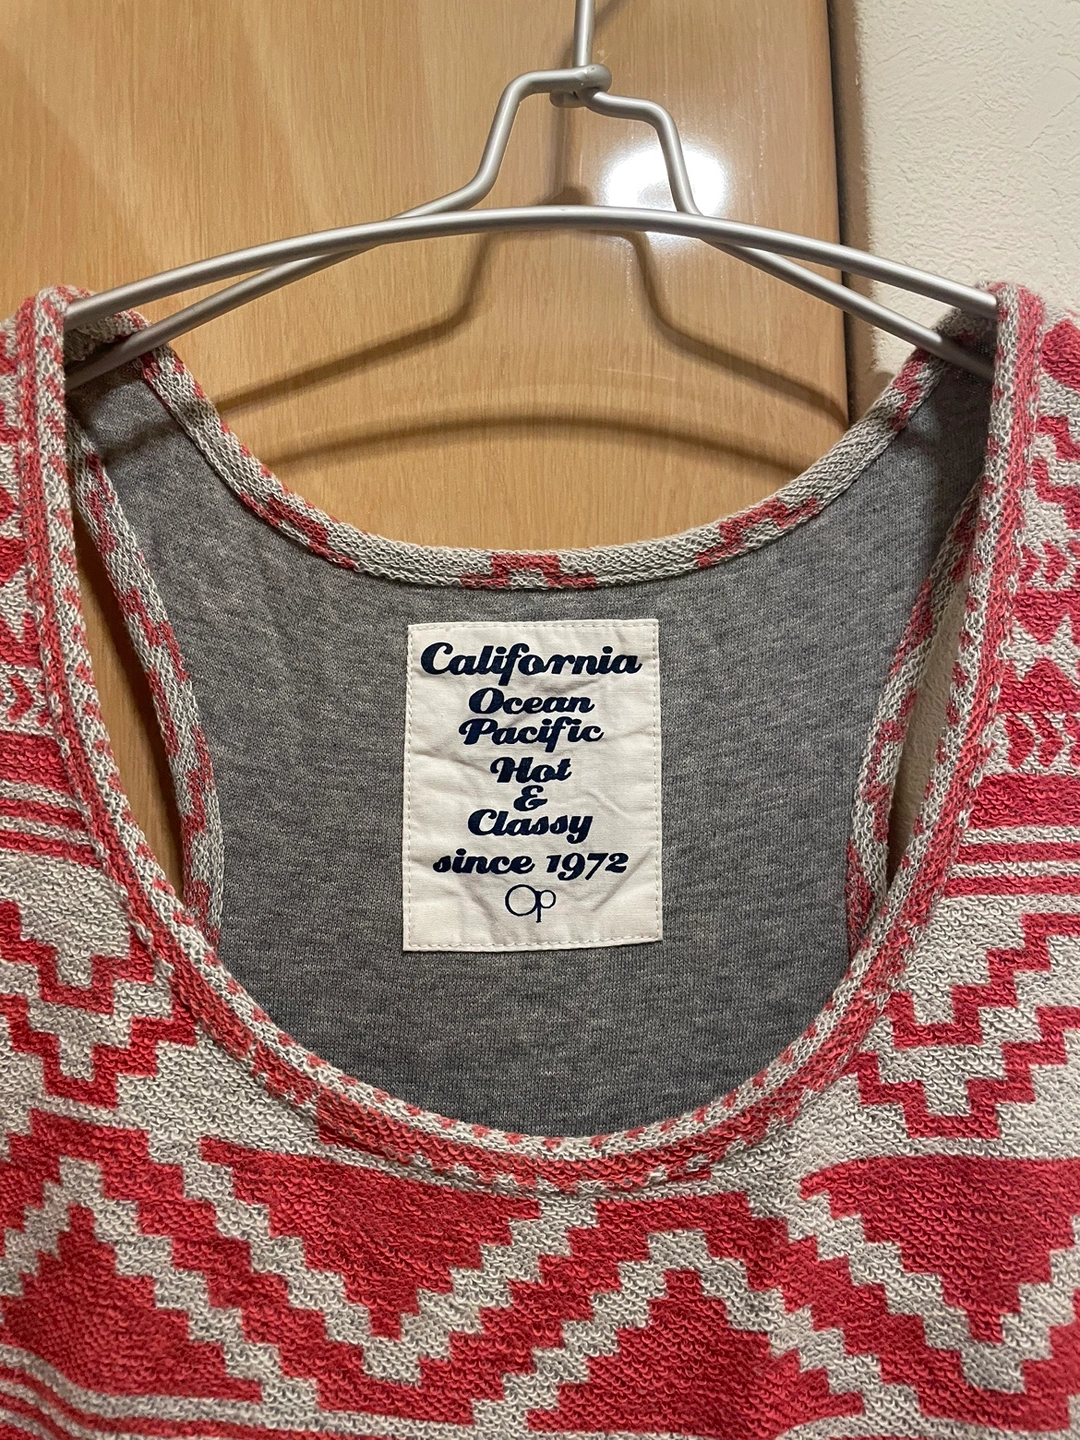 California
Ocean
Pacific
Hot
&
Classy
since 1972
Op